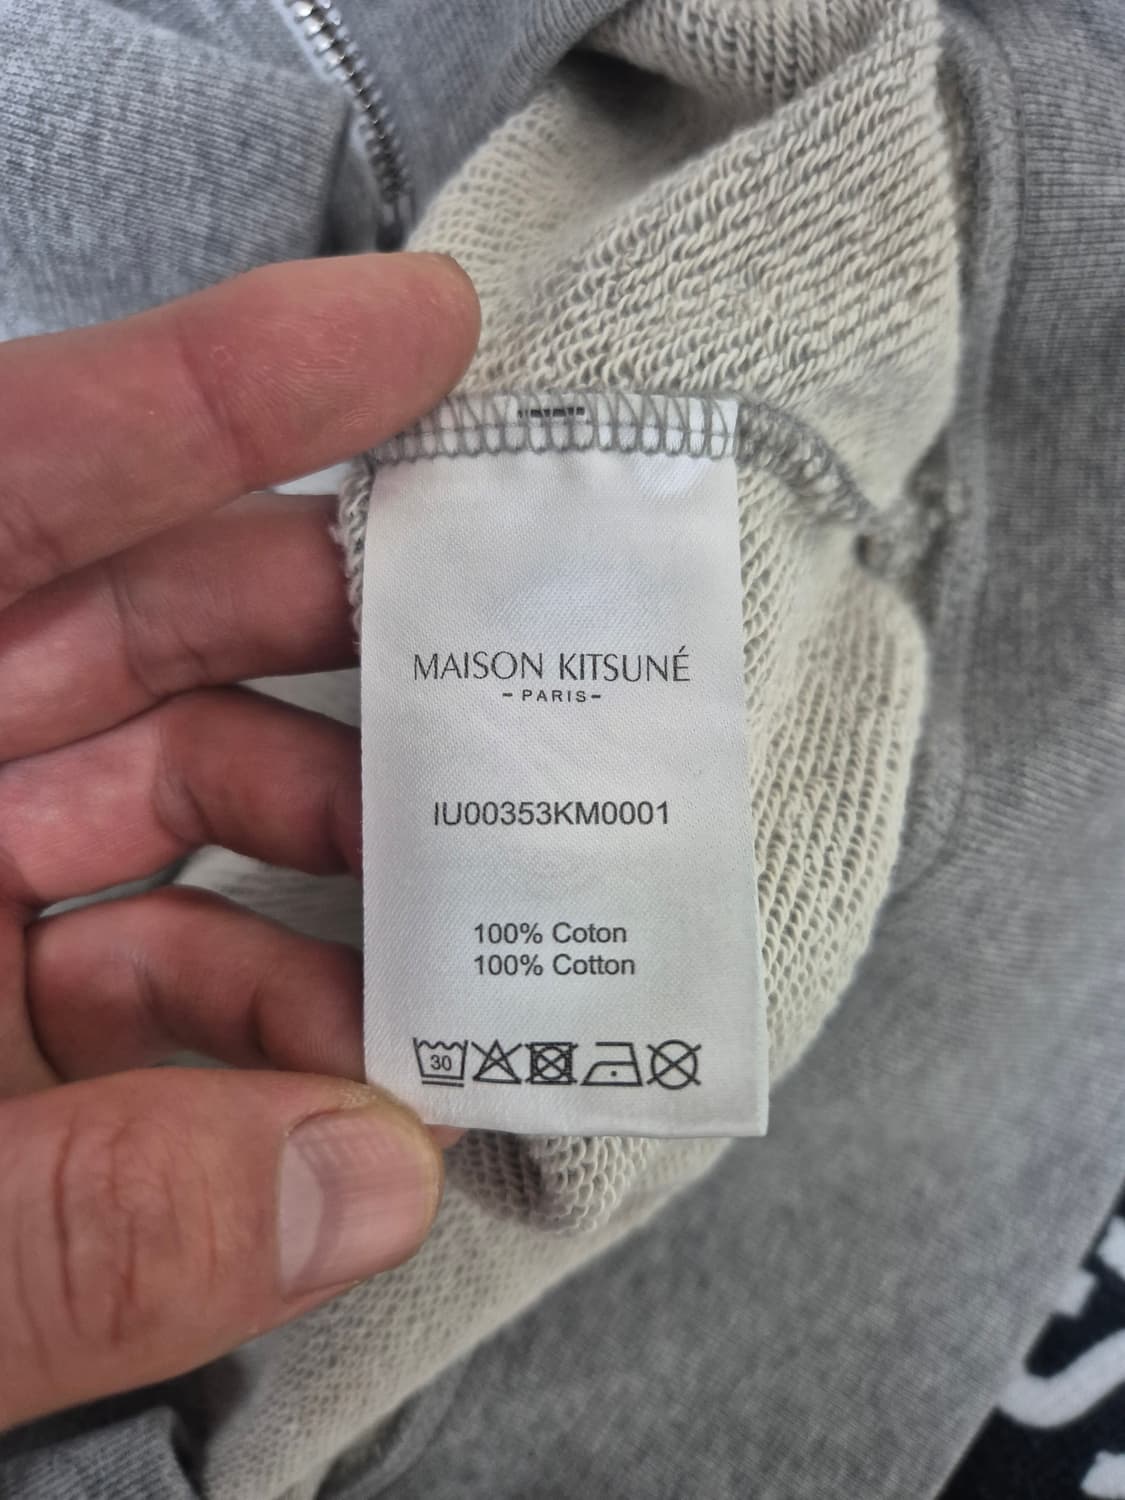 MAISON KITSUNÉ
- PARIS -
IU00353KM0001
100% Coton
100% Cotton
30